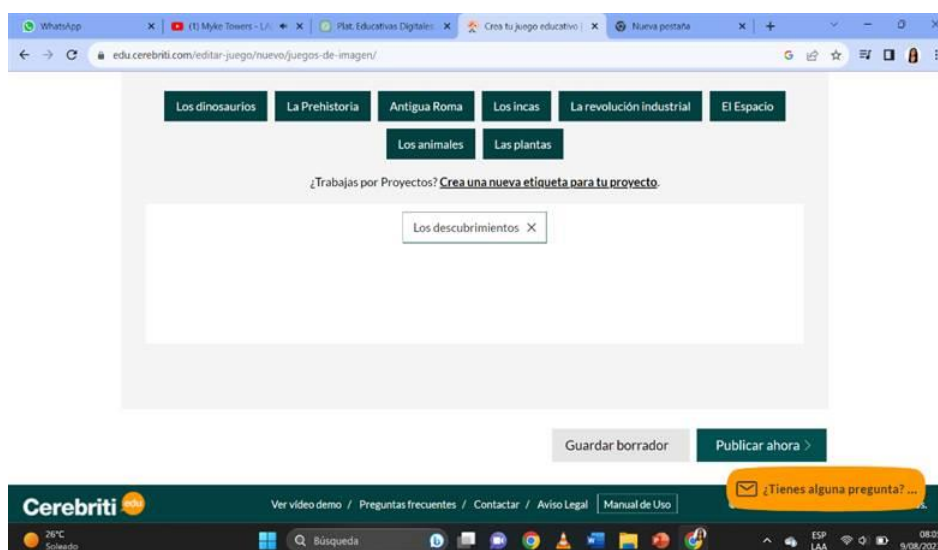 WhatsApp
(1) Myke Towers - LA
Plat. Educativas Digitales
Crea tu juego educativo |
Nueva pestaña
edu.cerebriti.com/editar-juego/nuevo/juegos-de-imagen/
Los dinosaurios
La Prehistoria
Antigua Roma
Los incas
La revolución industrial
El Espacio
Los animales
Las plantas
¿Trabajas por Proyectos? Crea una nueva etiqueta para tu proyecto.
Los descubrimientos ×
Guardar borrador
Publicar ahora >
¿Tienes alguna pregunta? ...
Cerebriti edu
Ver vídeo demo / Preguntas frecuentes / Contactar / Aviso Legal
Manual de Uso
26°C
Soleado
Búsqueda
ESP
LAA
9/08/202